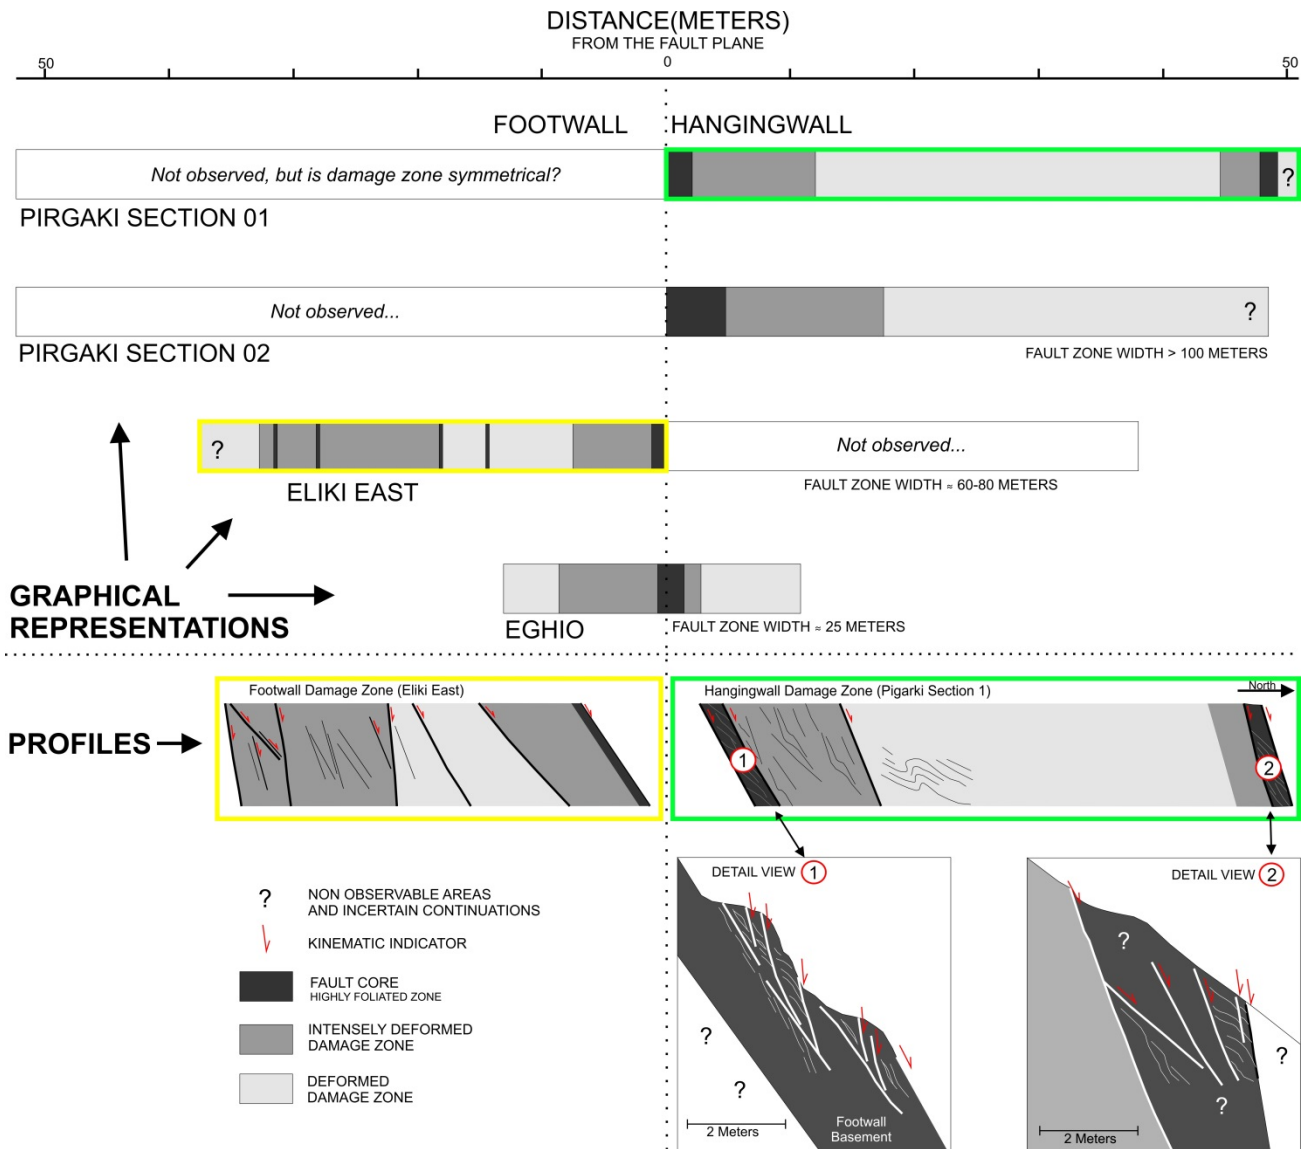 DISTANCE(METERS)
FROM THE FAULT PLANE
50
0
50
FOOTWALL
HANGINGWALL
Not observed, but is damage zone symmetrical?
?
PIRGAKI SECTION 01
Not observed...
?
PIRGAKI SECTION 02
FAULT ZONE WIDTH > 100 METERS
?
Not observed...
ELIKI EAST
FAULT ZONE WIDTH ≈ 60-80 METERS
GRAPHICAL
REPRESENTATIONS
EGHIO
FAULT ZONE WIDTH ≈ 25 METERS
Footwall Damage Zone (Eliki East)
Hangingwall Damage Zone (Pigarki Section 1)
North
PROFILES
1
2
DETAIL VIEW 1
DETAIL VIEW 2
?
NON OBSERVABLE AREAS
AND INCERTAIN CONTINUATIONS
KINEMATIC INDICATOR
FAULT CORE
HIGHLY FOLIATED ZONE
INTENSELY DEFORMED
DAMAGE ZONE
DEFORMED
DAMAGE ZONE
?
?
2 Meters
Footwall
Basement
?
?
?
2 Meters